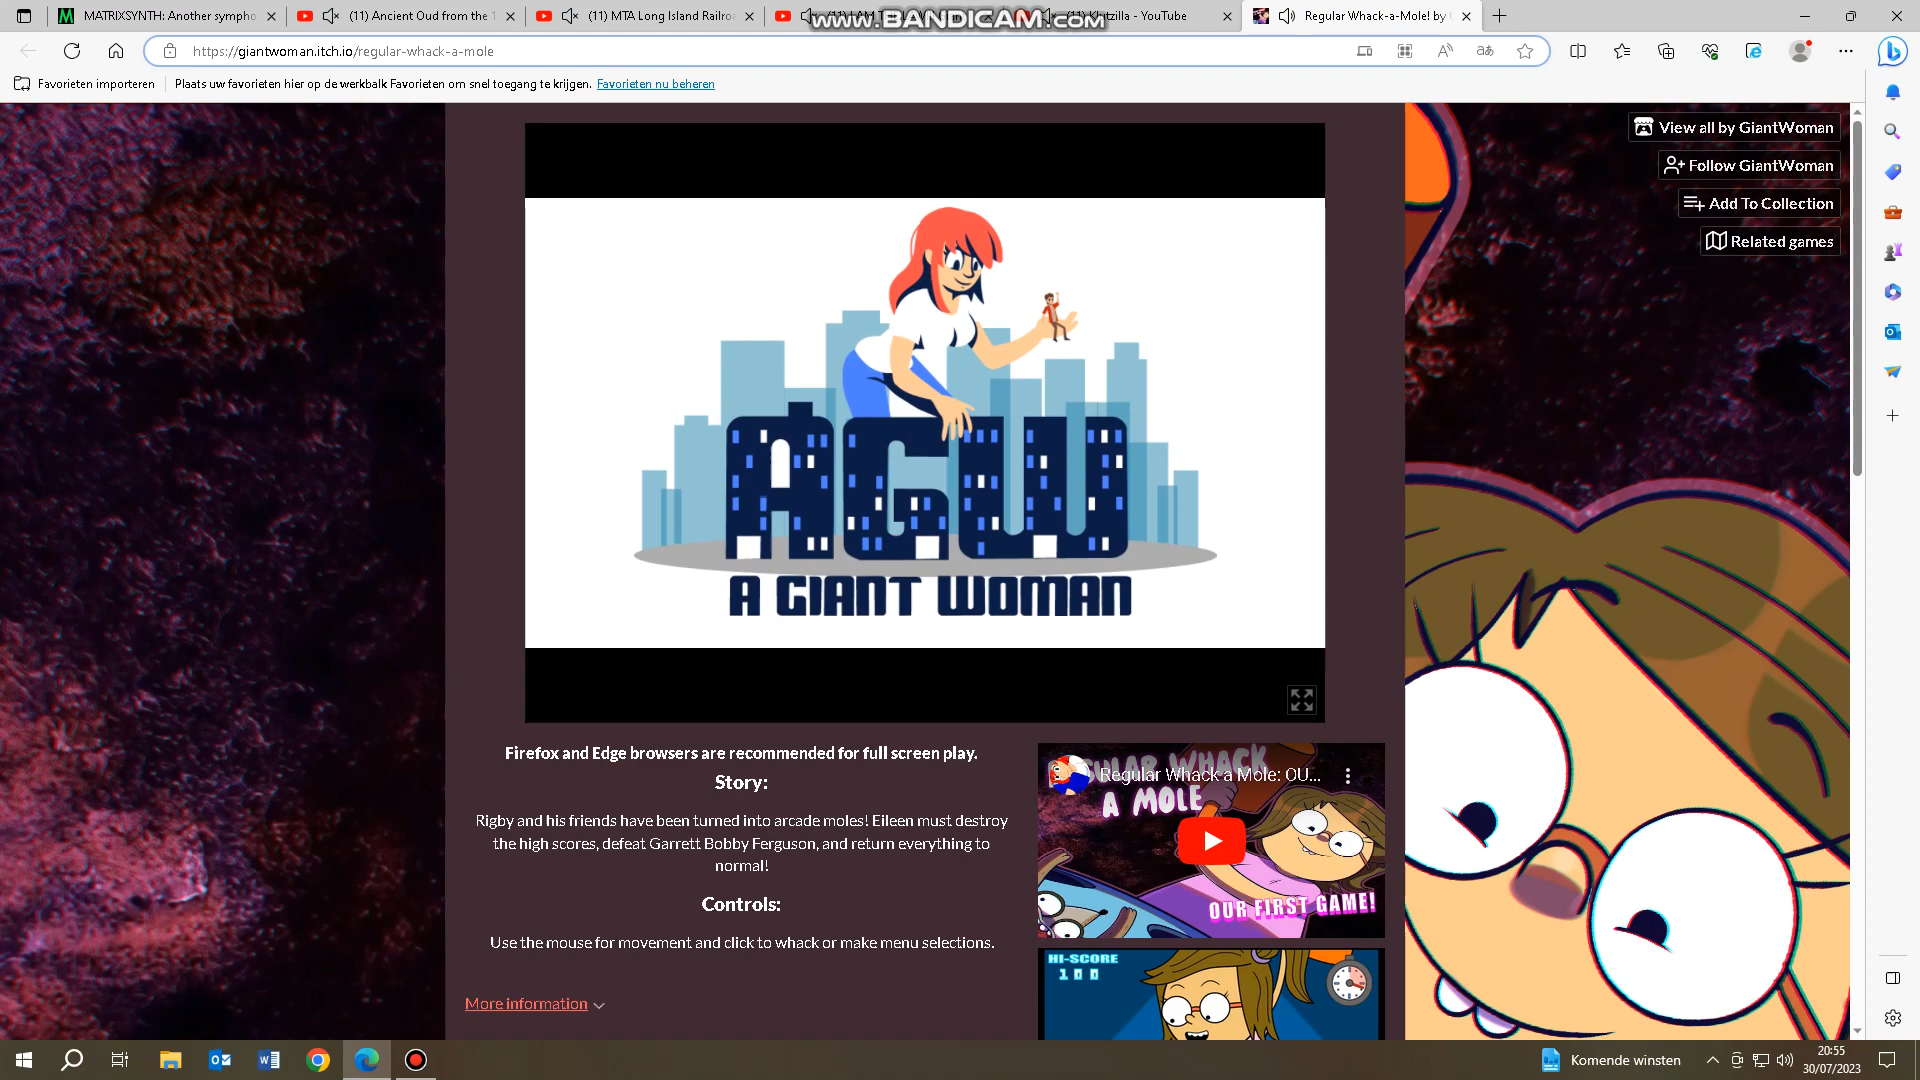 MATRIXSYNTH: Another sympho
(11) Ancient Oud from the 1
(11) MTA Long Island Railroa
Klutzilla - YouTube
Regular Whack-a-Mole! by G
www.BANDICAM.com
https://giantwoman.itch.io/regular-whack-a-mole
Favorieten importeren
Plaats uw favorieten hier op de werkbalk Favorieten om snel toegang te krijgen. Favorieten nu beheren
View all by GiantWoman
Follow GiantWoman
Add To Collection
Related games
AGW
A GIANT WOMAN
Firefox and Edge browsers are recommended for full screen play.
Story:
Rigby and his friends have been turned into arcade moles! Eileen must destroy
the high scores, defeat Garrett Bobby Ferguson, and return everything to
normal!
Controls:
Use the mouse for movement and click to whack or make menu selections.
More information
Regular Whack a Mole: OU...
A MOLE
OUR FIRST GAME!
HI-SCORE
100
Komende winsten
20:55
30/07/2023